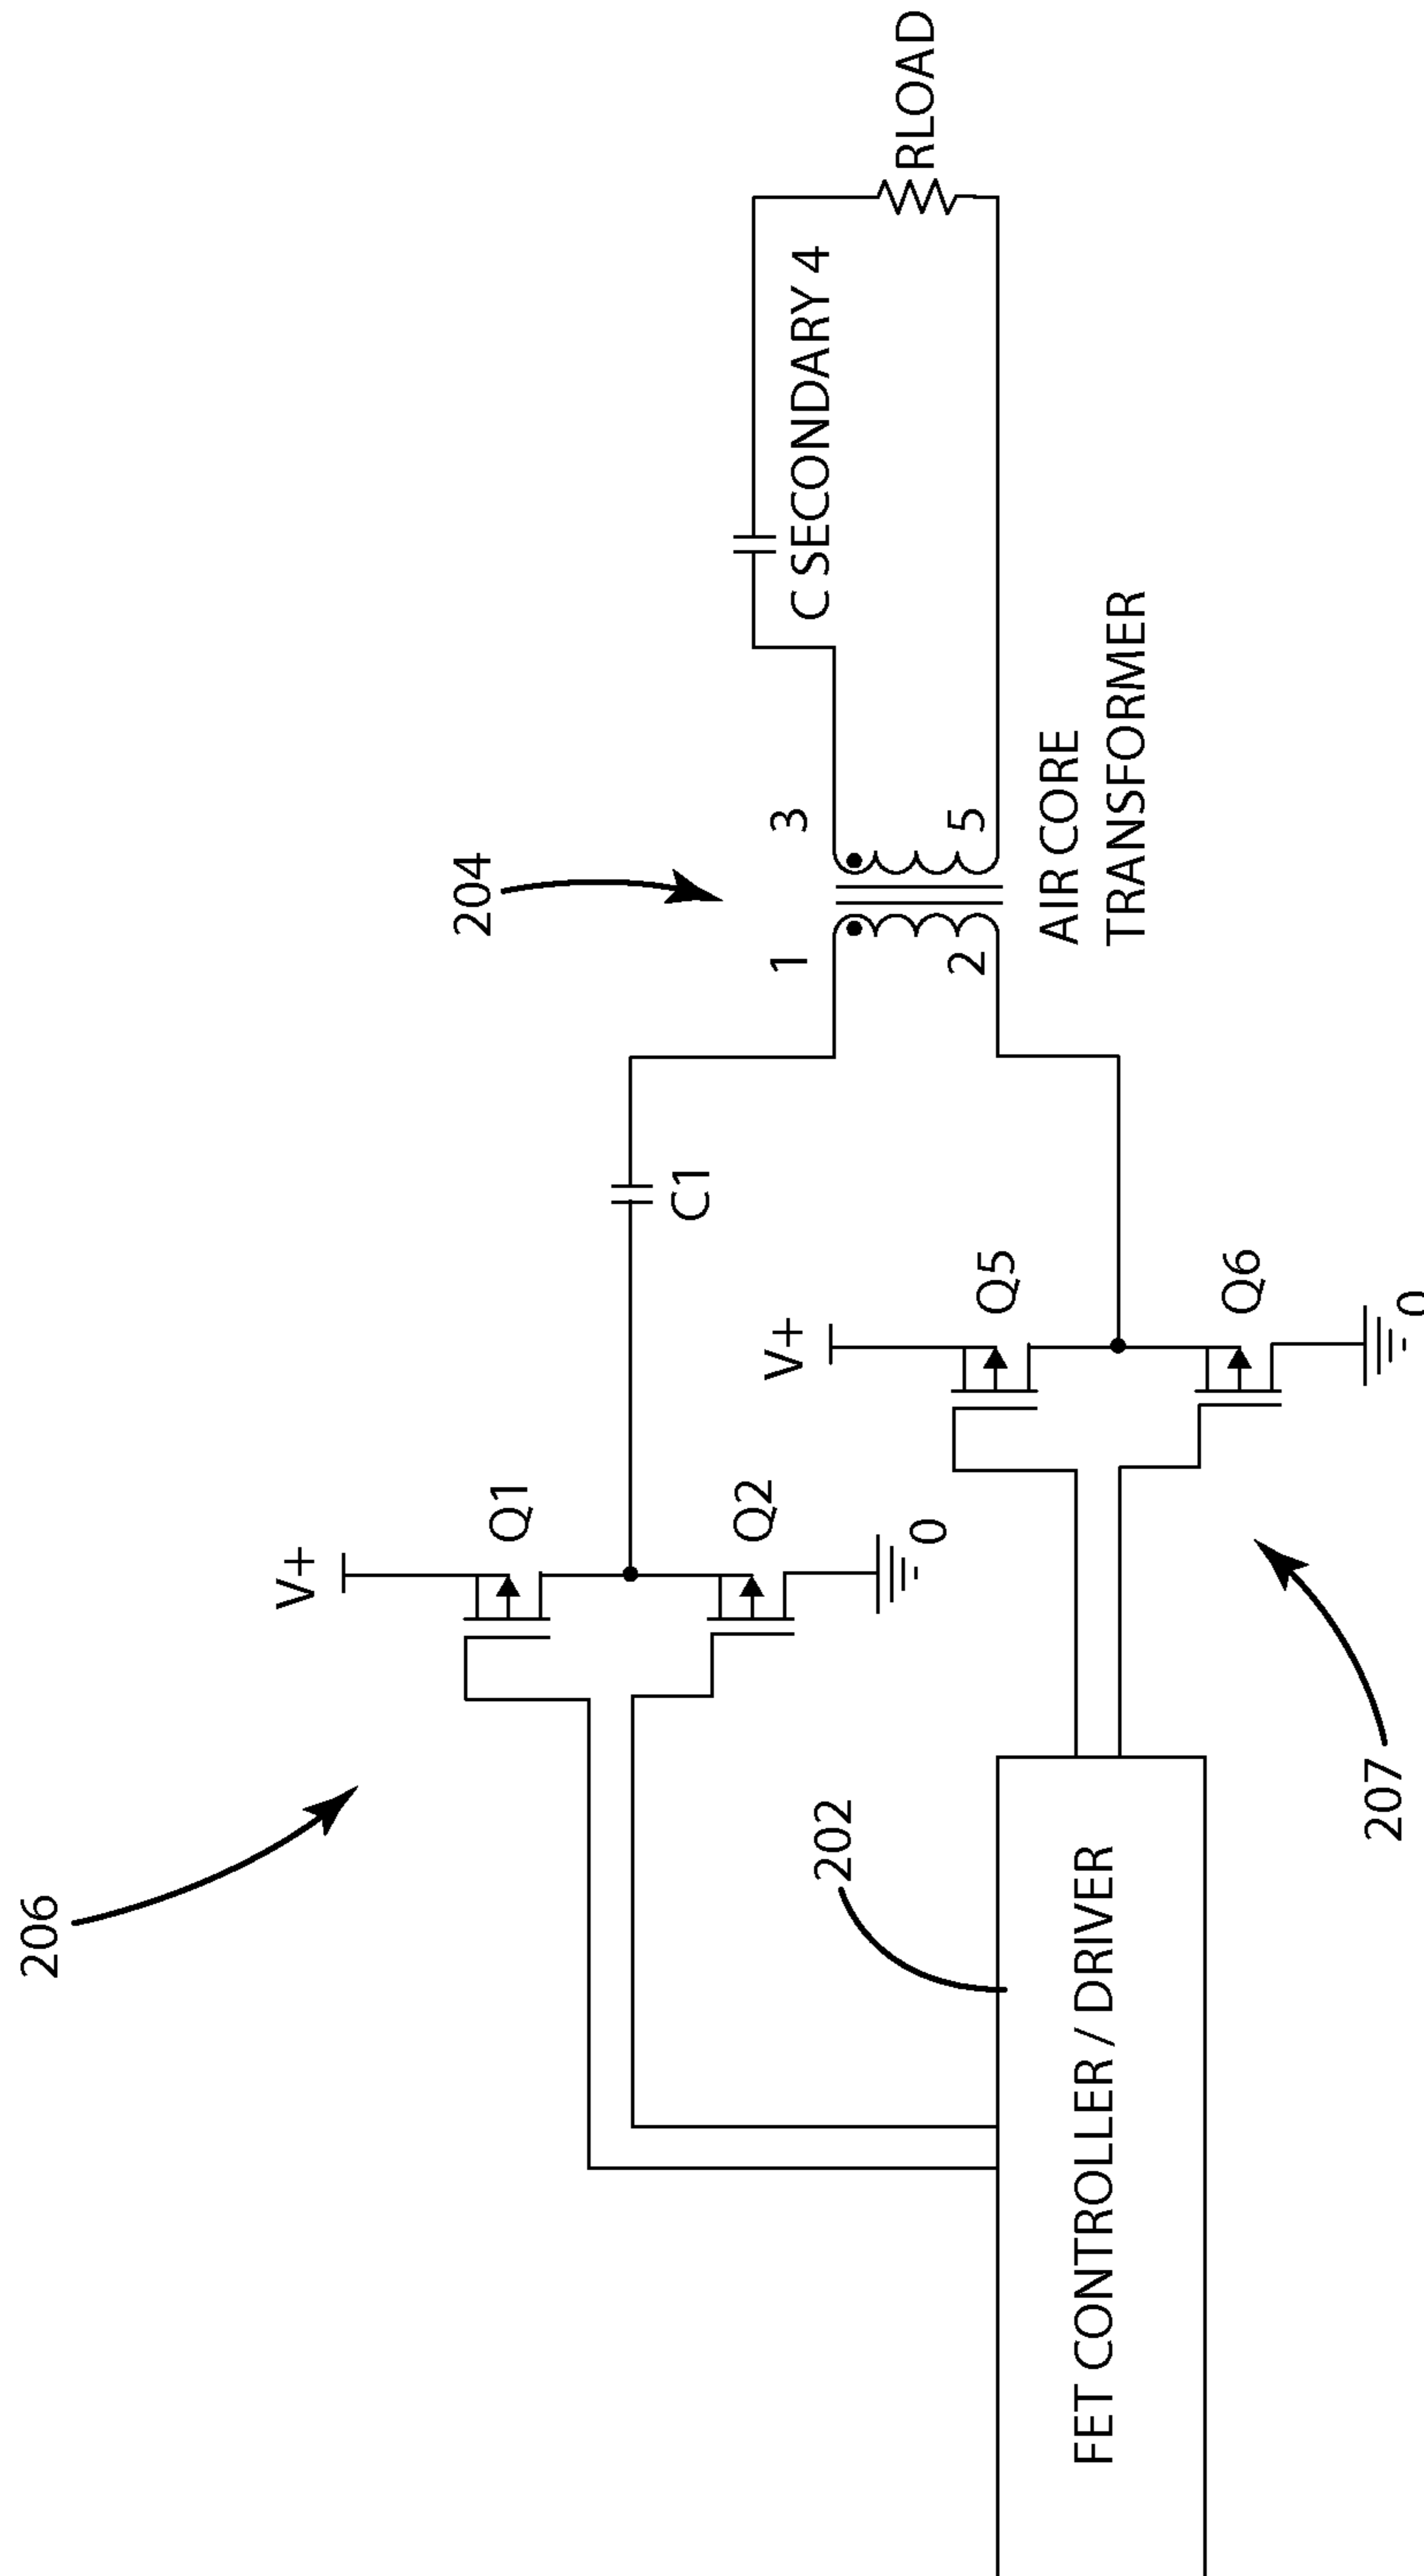 206
V+
Q1
Q2
0
C1
204
1
2
3
5
C SECONDARY 4
RLOAD
AIR CORE
TRANSFORMER
V+
Q5
Q6
0
202
FET CONTROLLER / DRIVER
207